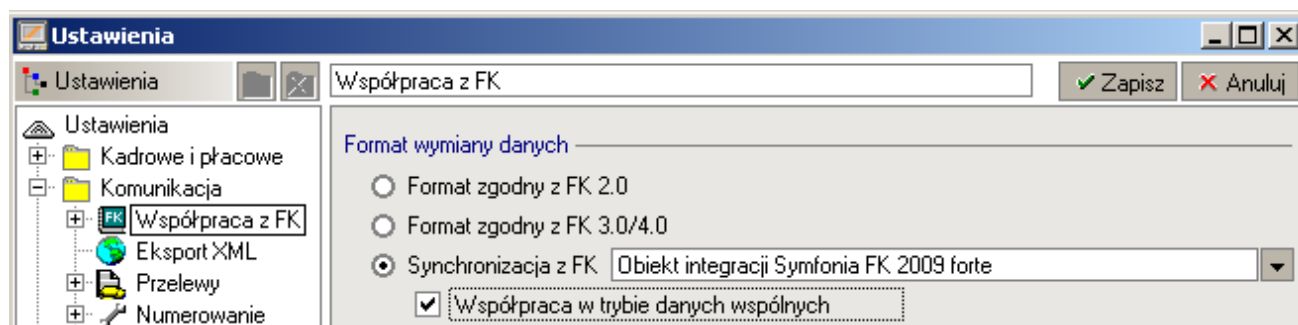 Ustawienia
Ustawienia
Współpraca z FK
Zapisz
Anuluj
Ustawienia
Kadrowe i płacowe
Komunikacja
FK Współpraca z FK
Eksport XML
Przelewy
Numerowanie
Format wymiany danych
Format zgodny z FK 2.0
Format zgodny z FK 3.0/4.0
Synchronizacja z FK Obiekt integracji Symfonia FK 2009 forte
Współpraca w trybie danych wspólnych